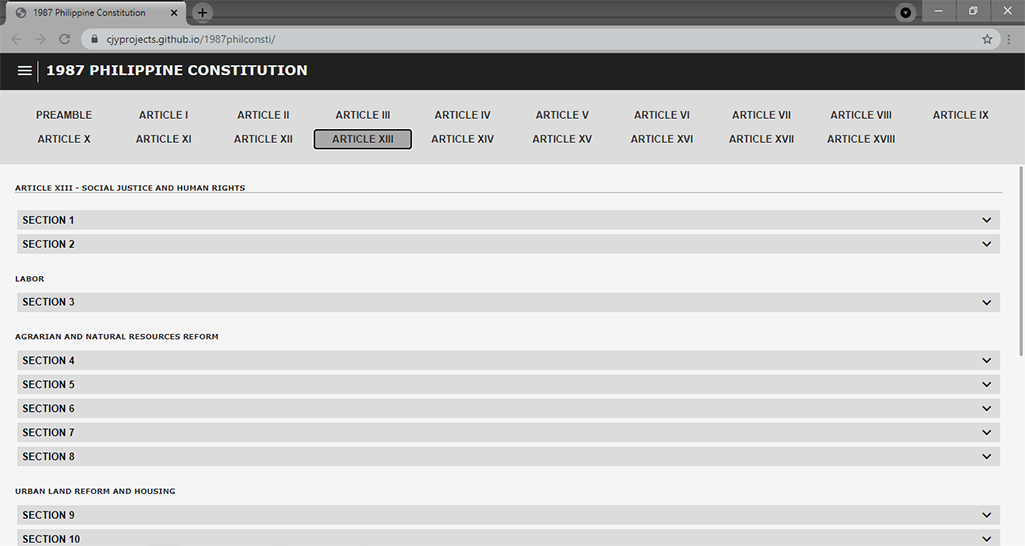 1987 Philippine Constitution
cjyprojects.github.io/1987philconsti/
1987 PHILIPPINE CONSTITUTION
PREAMBLE ARTICLE I ARTICLE II ARTICLE III ARTICLE IV ARTICLE V ARTICLE VI ARTICLE VII ARTICLE VIII ARTICLE IX
ARTICLE X ARTICLE XI ARTICLE XII ARTICLE XIII ARTICLE XIV ARTICLE XV ARTICLE XVI ARTICLE XVII ARTICLE XVIII
ARTICLE XIII - SOCIAL JUSTICE AND HUMAN RIGHTS
SECTION 1
SECTION 2
LABOR
SECTION 3
AGRARIAN AND NATURAL RESOURCES REFORM
SECTION 4
SECTION 5
SECTION 6
SECTION 7
SECTION 8
URBAN LAND REFORM AND HOUSING
SECTION 9
SECTION 10